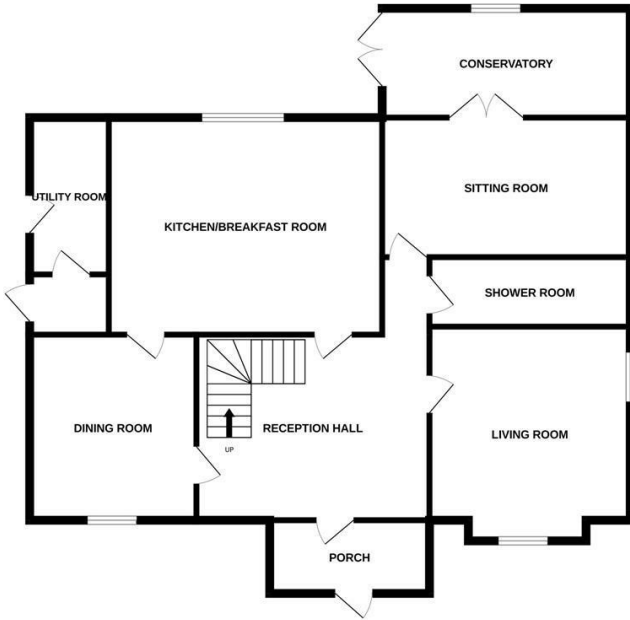 CONSERVATORY
SITTING ROOM
UTILITY ROOM
KITCHEN/BREAKFAST ROOM
SHOWER ROOM
DINING ROOM
RECEPTION HALL
LIVING ROOM
UP
PORCH